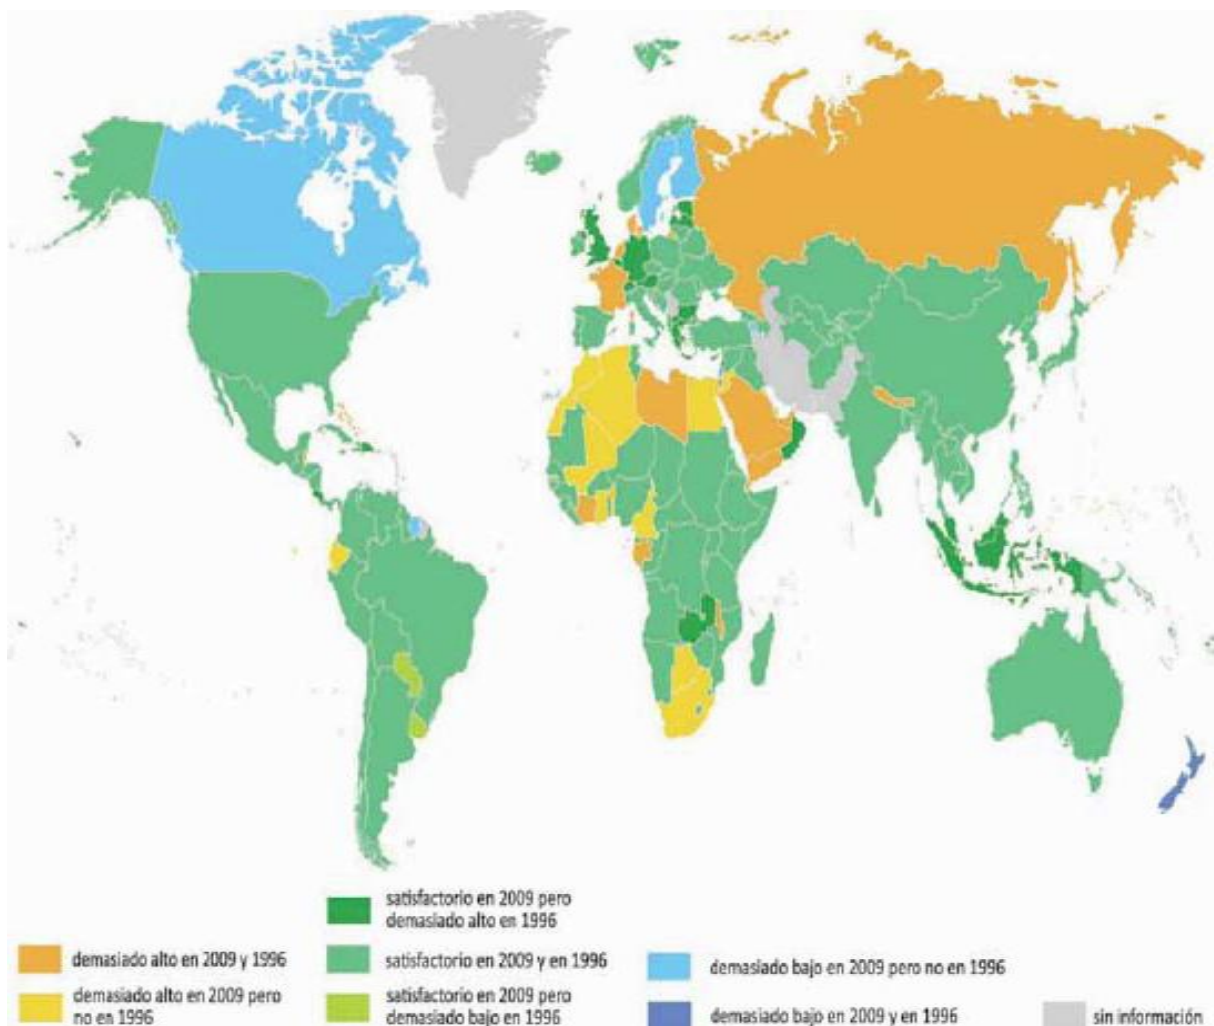 satisfactorio en 2009 pero
demasiado alto en 1996
demasiado alto en 2009 y 1996
satisfactorio en 2009 y en 1996
demasiado bajo en 2009 pero no en 1996
demasiado alto en 2009 pero
no en 1996
satisfactorio en 2009 pero
demasiado bajo en 1996
demasiado bajo en 2009 y en 1996
sin información